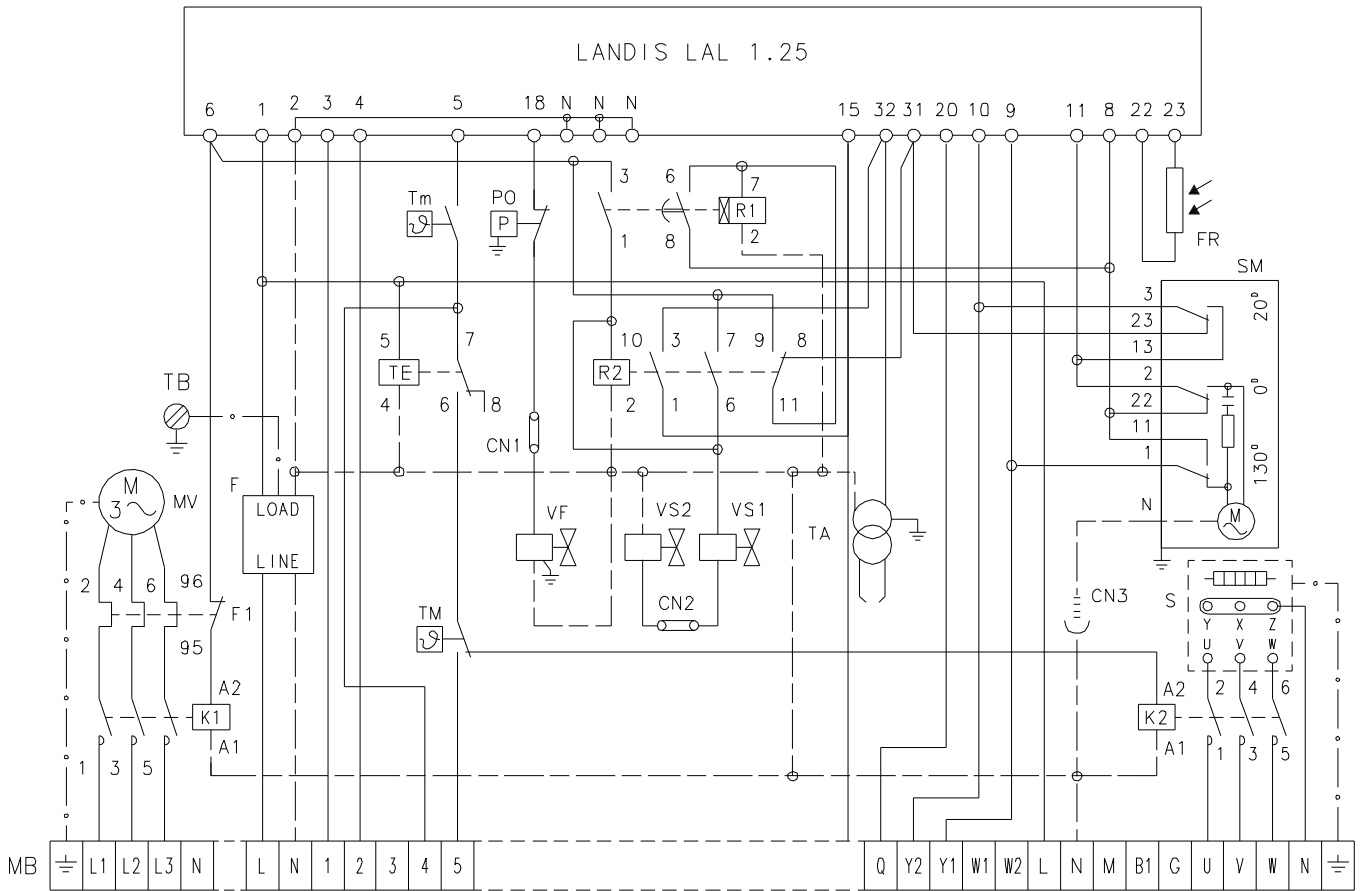 LANDIS LAL 1.25
6 1 2 3 4 5 18 N N N 15 32 31 20 10 9 11 8 22 23
Tm PO P 3 1 6 8 7 R1 2 FR
SM
5 TE 4 7 6 8
R2 10 2 3 1 7 6 9 8 11
3 23 13 20°
2 22 0°
11 1 130°
N M
TB
CN1
M 3 MV
F LOAD LINE
VF VS2 VS1 TA
CN2 CN3
2 4 6 96 F1 95
TM
S Y X Z U V W
A2 K1 A1
1 3 5
A2 K2 A1
2 4 6
1 3 5
MB L1 L2 L3 N L N 1 2 3 4 5 Q Y2 Y1 W1 W2 L N M B1 G U V W N